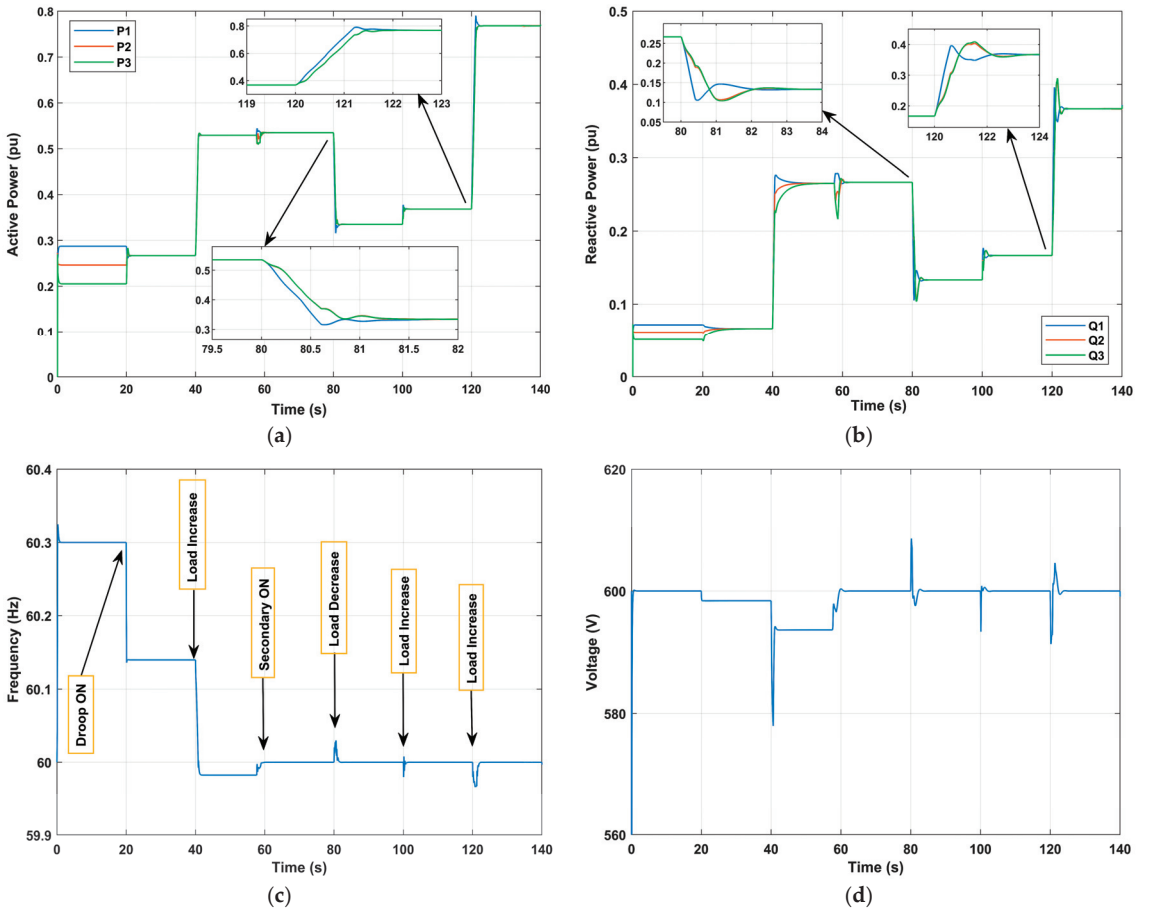 0.8
0.7
0.6
0.5
0.4
0.3
0.2
0.1
0
Active Power (pu)
P1
P2
P3
0.8
0.6
0.4
119 120 121 122 123
0.5
0.4
0.3
79.5 80 80.5 81 81.5 82
0 20 40 60 80 100 120 140
Time (s)
(a)
0.5
0.4
0.3
0.2
0.1
0
Reactive Power (pu)
0.25
0.2
0.15
0.1
0.05
80 81 82 83 84
0.4
0.3
0.2
120 122 124
Q1
Q2
Q3
0 20 40 60 80 100 120 140
Time (s)
(b)
60.4
60.3
60.2
60.1
60
59.9
Frequency (Hz)
Droop ON
Load Increase
Secondary ON
Load Decrease
Load Increase
Load Increase
0 20 40 60 80 100 120 140
Time (s)
(c)
620
600
580
560
Voltage (V)
0 20 40 60 80 100 120 140
Time (s)
(d)